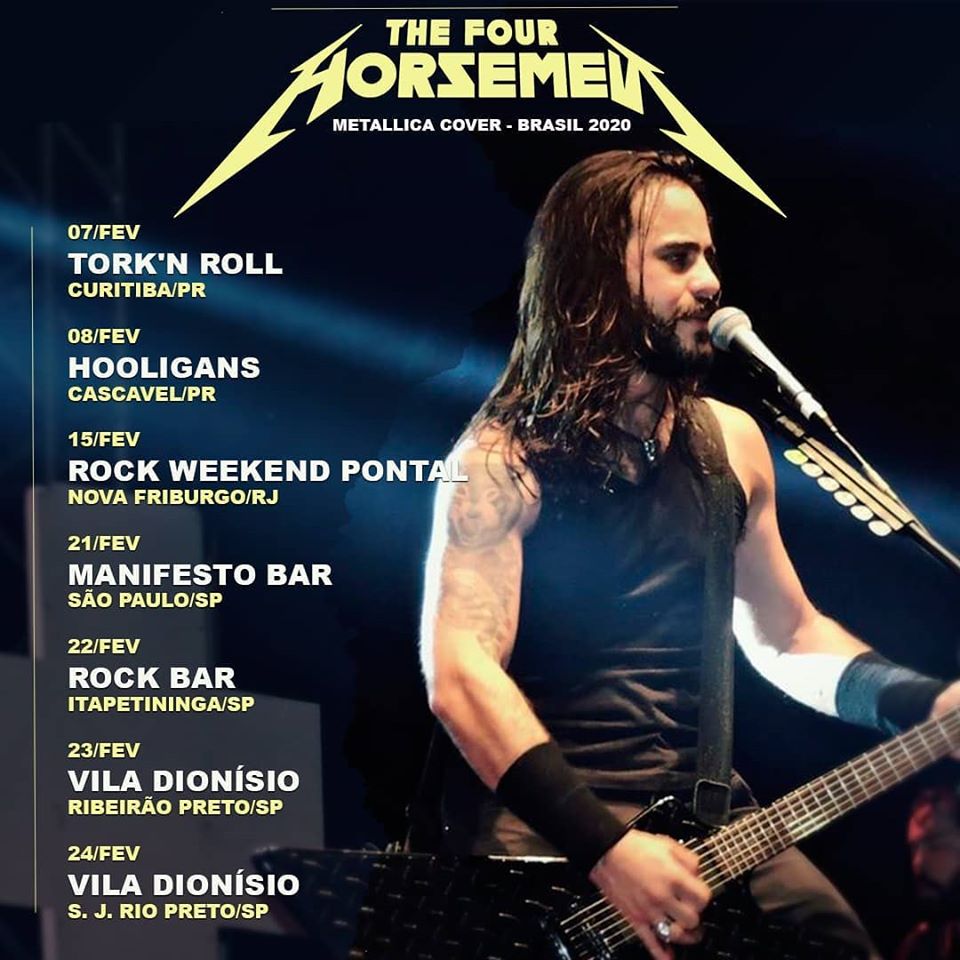 THE FOUR
HORSEMEN
METALLICA COVER - BRASIL 2020
07/FEV
TORK'N ROLL
CURITIBA/PR
08/FEV
HOOLIGANS
CASCAVEL/PR
15/FEV
ROCK WEEKEND PONTAL
NOVA FRIBURGO/RJ
21/FEV
MANIFESTO BAR
SÃO PAULO/SP
22/FEV
ROCK BAR
ITAPETININGA/SP
23/FEV
VILA DIONÍSIO
RIBEIRÃO PRETO/SP
24/FEV
VILA DIONÍSIO
S. J. RIO PRETO/SP